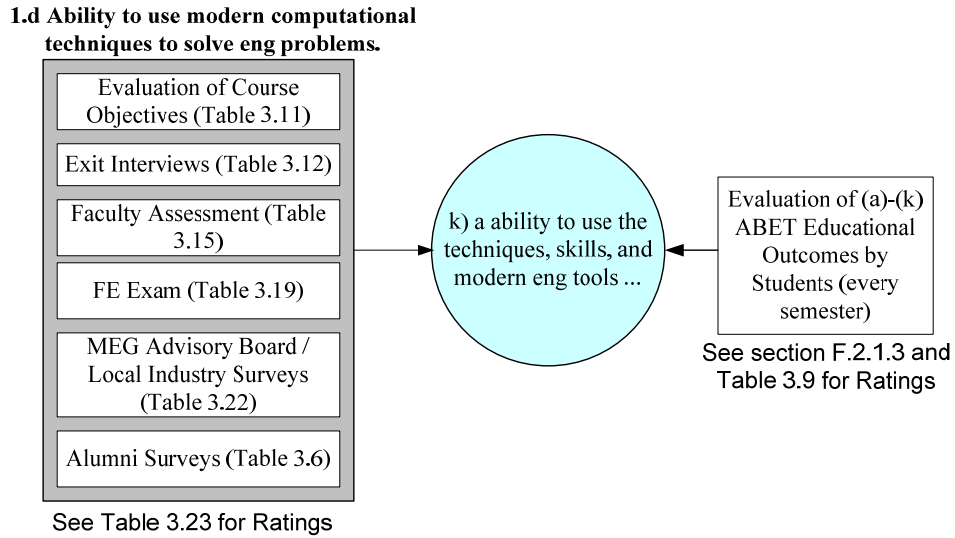 1.d Ability to use modern computational
techniques to solve eng problems.
Evaluation of Course
Objectives (Table 3.11)
Exit Interviews (Table 3.12)
Faculty Assessment (Table
3.15)
FE Exam (Table 3.19)
MEG Advisory Board /
Local Industry Surveys
(Table 3.22)
Alumni Surveys (Table 3.6)
See Table 3.23 for Ratings
k) a ability to use the
techniques, skills, and
modern eng tools ...
Evaluation of (a)-(k)
ABET Educational
Outcomes by
Students (every
semester)
See section F.2.1.3 and
Table 3.9 for Ratings